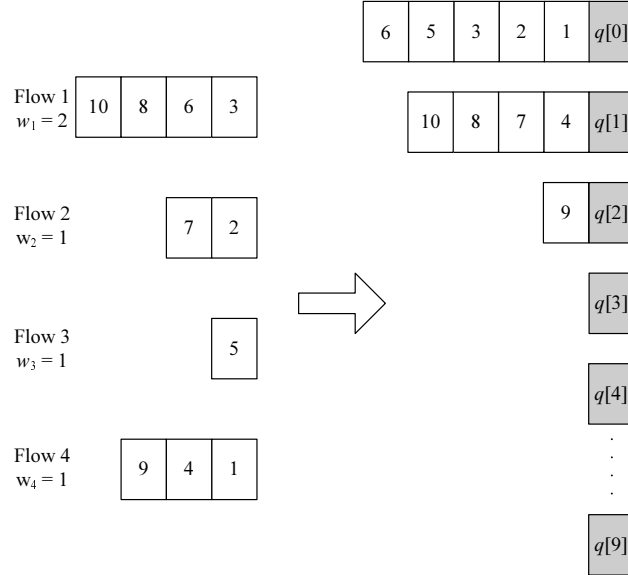 6 5 3 2 1 q[0]
Flow 1
w1 = 2
10 8 6 3
10 8 7 4 q[1]
Flow 2
w2 = 1
7 2
9 q[2]
Flow 3
w3 = 1
5
q[3]
q[4]
Flow 4
w4 = 1
9 4 1
q[9]